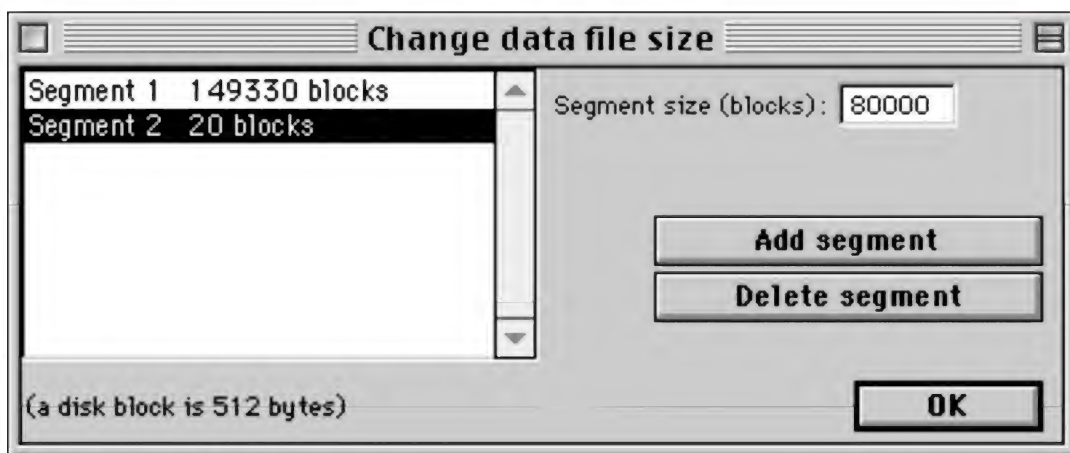 Change data file size
Segment 1 149330 blocks
Segment 2 20 blocks
Segment size (blocks): 80000
Add segment
Delete segment
(a disk block is 512 bytes)
OK